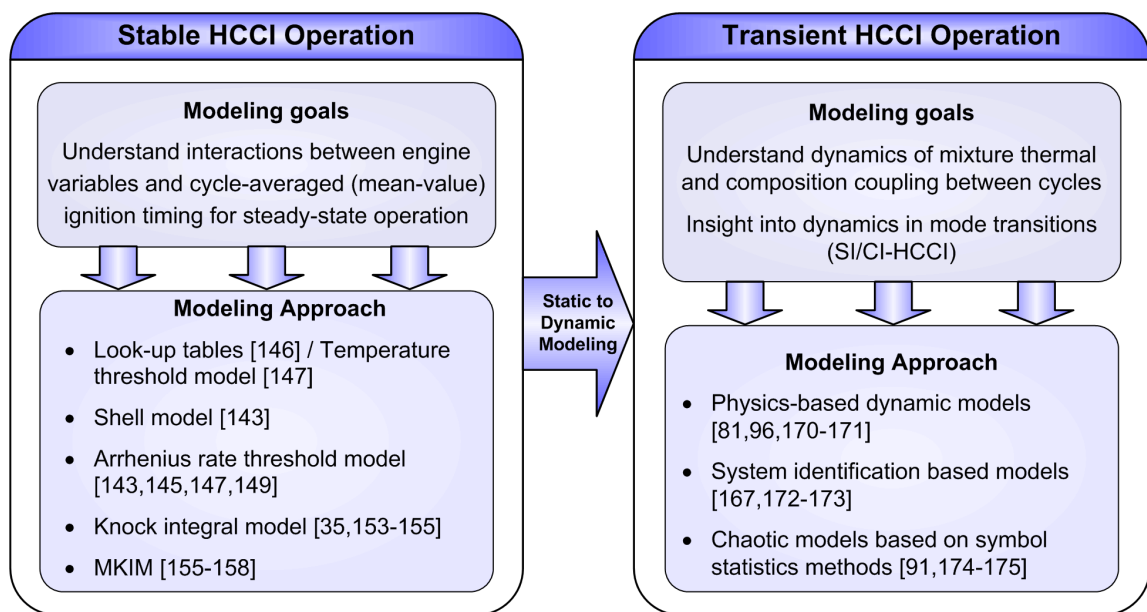 Stable HCCI Operation
Modeling goals
Understand interactions between engine
variables and cycle-averaged (mean-value)
ignition timing for steady-state operation
Modeling Approach
• Look-up tables [146] / Temperature
threshold model [147]
• Shell model [143]
• Arrhenius rate threshold model
[143,145,147,149]
• Knock integral model [35,153-155]
• MKIM [155-158]
Static to
Dynamic
Modeling
Transient HCCI Operation
Modeling goals
Understand dynamics of mixture thermal
and composition coupling between cycles
Insight into dynamics in mode transitions
(SI/CI-HCCI)
Modeling Approach
• Physics-based dynamic models
[81,96,170-171]
• System identification based models
[167,172-173]
• Chaotic models based on symbol
statistics methods [91,174-175]